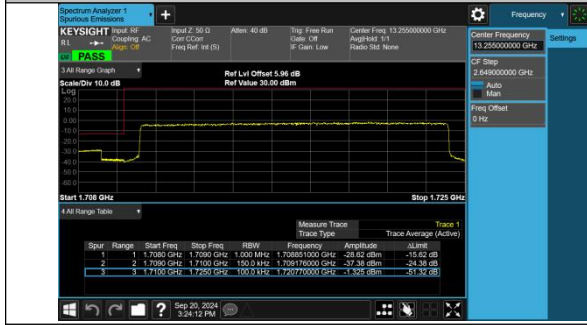 Spectrum Analyzer 1
Spurious Emissions
Frequency
KEYSIGHT
Input: RF
Coupling: AC
Align: Off
Input Z: 50 Ω
Corr CCorr
Freq Ref: Int (S)
Atten: 40 dB
Trig: Free Run
Gate: Off
IF Gain: Low
Center Freq: 13.255000000 GHz
Avg|Hold: 1/1
Radio Std: None
RL
PASS
Center Frequency
13.255000000 GHz
Settings
CF Step
2.649000000 GHz
Auto
Man
Freq Offset
0 Hz
3 All Range Graph
Scale/Div 10.0 dB
Ref Lvl Offset 5.96 dB
Ref Value 30.00 dBm
Log
20.0
10.0
0.00
-10.0
-20.0
-30.0
-40.0
-50.0
-60.0
Start 1.708 GHz
Stop 1.725 GHz
4 All Range Table
Measure Trace Trace 1
Trace Type Trace Average (Active)
Spur Range Start Freq Stop Freq RBW Frequency Amplitude ΔLimit
1 1 1.7080 GHz 1.7090 GHz 1.000 MHz 1.708851000 GHz -28.62 dBm -15.62 dB
2 2 1.7090 GHz 1.7100 GHz 150.0 kHz 1.709176000 GHz -37.38 dBm -24.38 dB
3 3 1.7100 GHz 1.7250 GHz 100.0 kHz 1.720770000 GHz -1.325 dBm -51.32 dB
Sep 20, 2024
3:24:12 PM